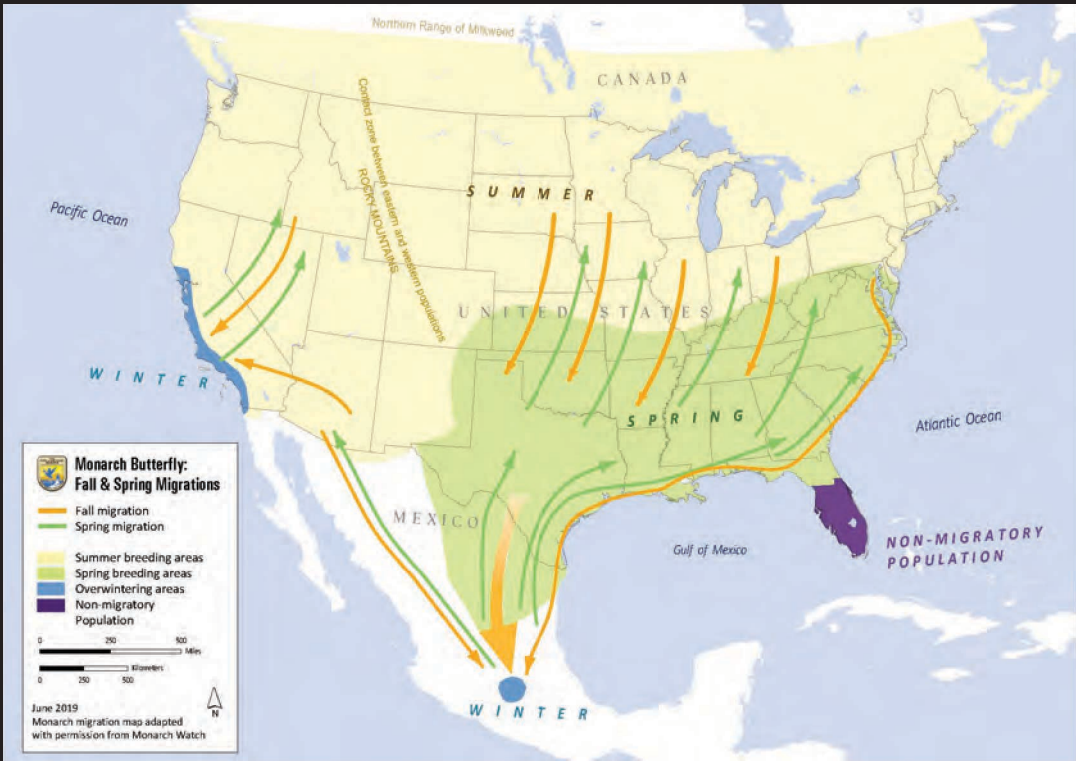 Northern Range of Milkweed
CANADA
Contact zone between eastern and western populations
ROCKY MOUNTAINS
SUMMER
Pacific Ocean
UNITED STATES
WINTER
SPRING
Atlantic Ocean
MEXICO
Gulf of Mexico
NON-MIGRATORY
POPULATION
WINTER
Monarch Butterfly:
Fall & Spring Migrations
Fall migration
Spring migration
Summer breeding areas
Spring breeding areas
Overwintering areas
Non-migratory
Population
0 250 500
Miles
Kilometers
0 250 500
N
June 2019
Monarch migration map adapted
with permission from Monarch Watch